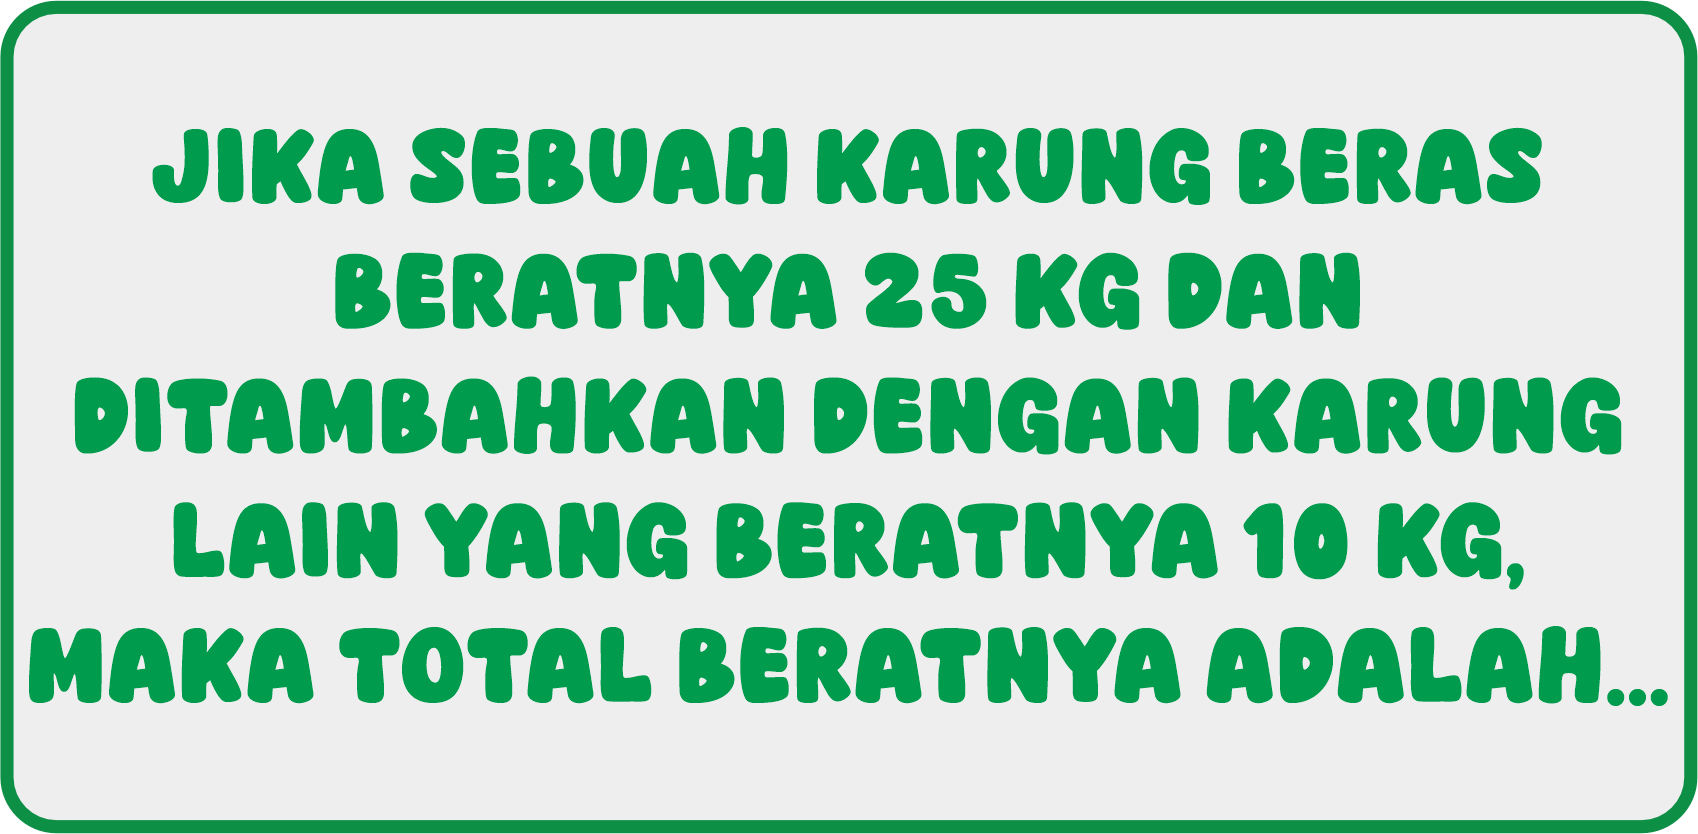 JIKA SEBUAH KARUNG BERAS
BERATNYA 25 KG DAN
DITAMBAHKAN DENGAN KARUNG
LAIN YANG BERATNYA 10 KG,
MAKA TOTAL BERATNYA ADALAH...